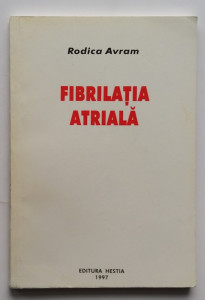 Rodica Avram
FIBRILAȚIA
ATRIALĂ
EDITURA HESTIA
1997